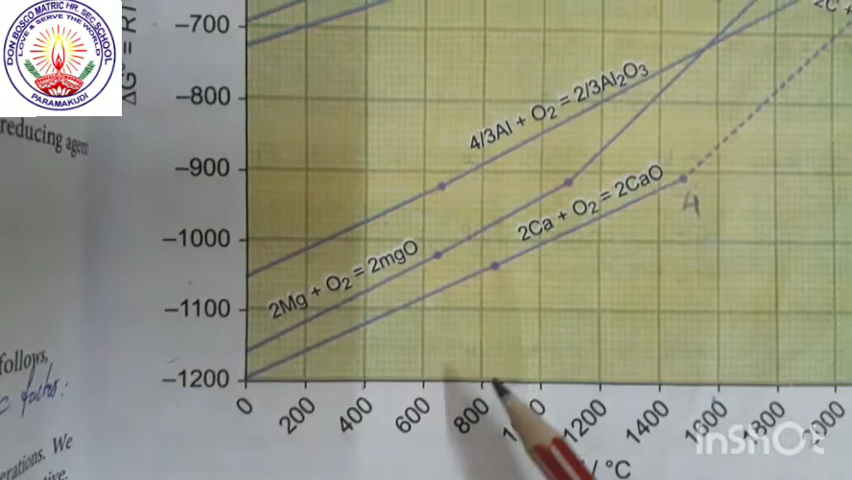 DON BOSCO MATRIC HR. SEC. SCHOOL
LOVE & SERVE THE WORLD
PARAMAKUDI
reducing agent
follows,
erations. We
–700
–800
–900
–1000
–1100
–1200
4/3Al + O₂ = 2/3Al₂O₃
2Ca + O₂ = 2CaO
2Mg + O₂ = 2mgO
A
2C +
0
200
400
600
800
1200
1400
1600
1800
2000
/ °C
InShOt